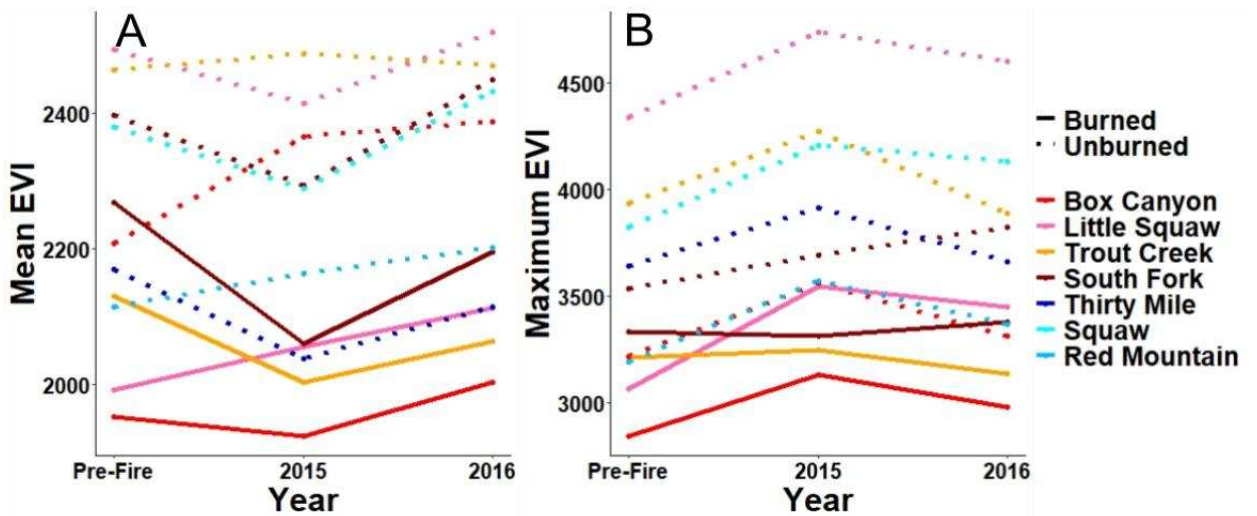 A
Mean EVI
2400
2200
2000
Pre-Fire 2015 2016
Year
B
Maximum EVI
4500
4000
3500
3000
Pre-Fire 2015 2016
Year
Burned
Unburned
Box Canyon
Little Squaw
Trout Creek
South Fork
Thirty Mile
Squaw
Red Mountain